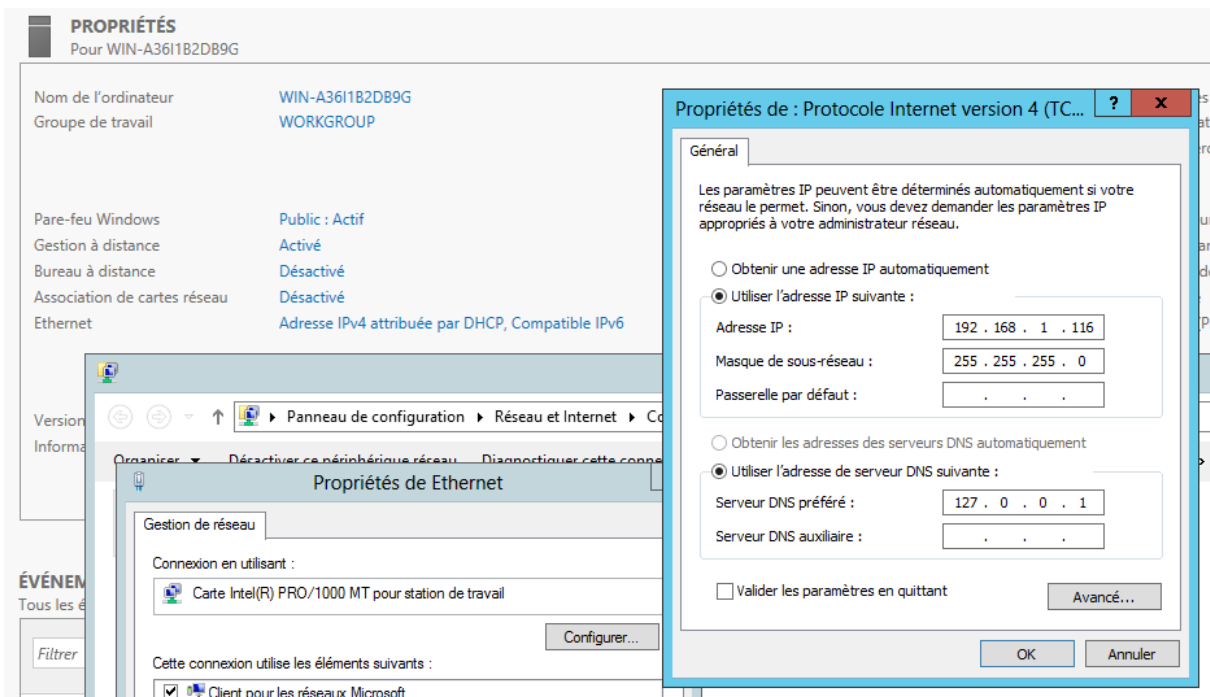 PROPRIÉTÉS
Pour WIN-A36I1B2DB9G
Nom de l'ordinateur WIN-A36I1B2DB9G
Groupe de travail WORKGROUP
Pare-feu Windows Public : Actif
Gestion à distance Activé
Bureau à distance Désactivé
Association de cartes réseau Désactivé
Ethernet Adresse IPv4 attribuée par DHCP, Compatible IPv6
Version
Informa
Panneau de configuration Réseau et Internet Co
Organiser Désactiver ce périphérique réseau Diagnostiquer cette conne
Propriétés de Ethernet
Gestion de réseau
Connexion en utilisant :
Carte Intel(R) PRO/1000 MT pour station de travail
Configurer...
Cette connexion utilise les éléments suivants :
Client pour les réseaux Microsoft
ÉVÉNEM
Tous les é
Filtrer
Propriétés de : Protocole Internet version 4 (TC... ? x
Général
Les paramètres IP peuvent être déterminés automatiquement si votre
réseau le permet. Sinon, vous devez demander les paramètres IP
appropriés à votre administrateur réseau.
Obtenir une adresse IP automatiquement
Utiliser l'adresse IP suivante :
Adresse IP : 192 . 168 . 1 . 116
Masque de sous-réseau : 255 . 255 . 255 . 0
Passerelle par défaut : . . .
Obtenir les adresses des serveurs DNS automatiquement
Utiliser l'adresse de serveur DNS suivante :
Serveur DNS préféré : 127 . 0 . 0 . 1
Serveur DNS auxiliaire : . . .
Valider les paramètres en quittant
Avancé...
OK Annuler